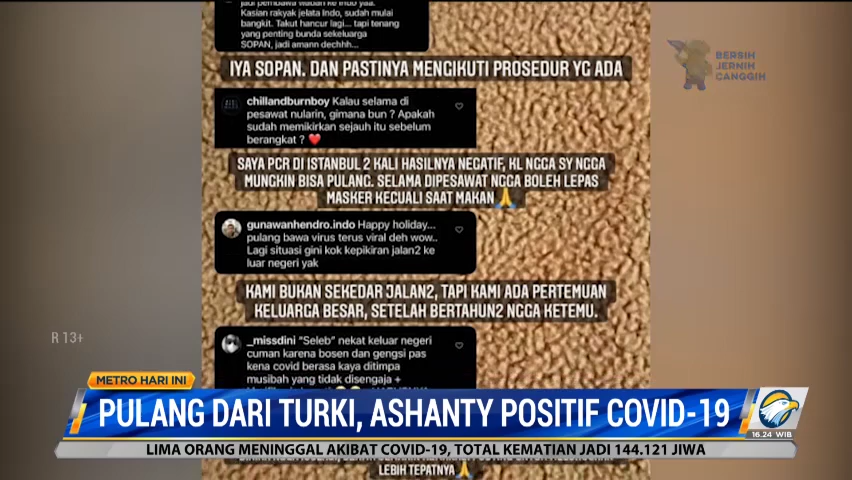 jadi pembawa wabah ke Indo yaa.
Kasian rakyat jelata Indo, sudah mulai
bangkit. Takut hancur lagi... tapi tenang
yang penting bunda sekeluarga
SOPAN, jadi amann dechhh...
IYA SOPAN. DAN PASTINYA MENGIKUTI PROSEDUR YG ADA
BERSIH
JERNIH
CANGGIH
chillandburnboy Kalau selama di
pesawat nularin, gimana bun ? Apakah
sudah memikirkan sejauh itu sebelum
berangkat ? ❤️
SAYA PCR DI ISTANBUL 2 KALI HASILNYA NEGATIF, KL NGGA SY NGGA
MUNGKIN BISA PULANG. SELAMA DIPESAWAT NGGA BOLEH LEPAS
MASKER KECUALI SAAT MAKAN🙏
gunawanhendro.indo Happy holiday...
pulang bawa virus terus viral deh wow..
Lagi situasi gini kok kepikiran jalan2 ke
luar negeri yak
KAMI BUKAN SEKEDAR JALAN2, TAPI KAMI ADA PERTEMUAN
KELUARGA BESAR, SETELAH BERTAHUN2 NGGA KETEMU.
R 13+
_missdini "Seleb" nekat keluar negeri
cuman karena bosen dan gengsi pas
kena covid berasa kaya ditimpa
musibah yang tidak disengaja +
METRO HARI INI
PULANG DARI TURKI, ASHANTY POSITIF COVID-19
16.24 WIB
LIMA ORANG MENINGGAL AKIBAT COVID-19, TOTAL KEMATIAN JADI 144.121 JIWA
LEBIH TEPATNYA🙏